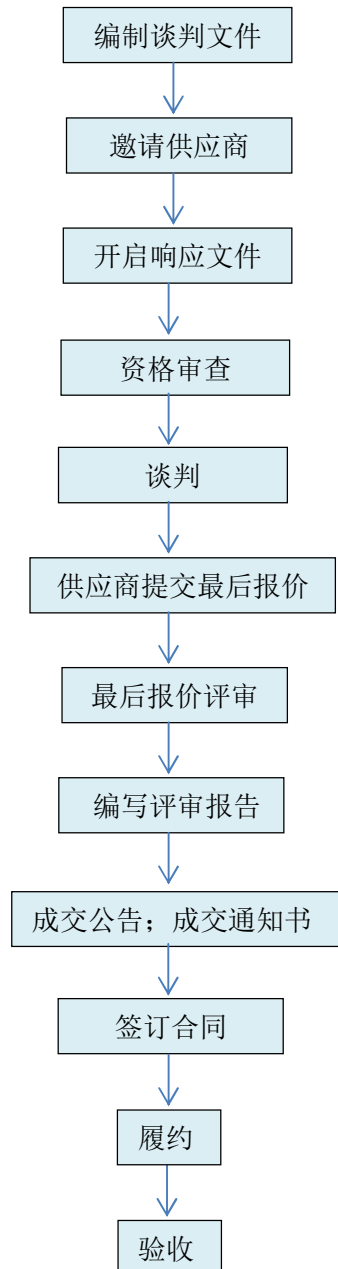 编制谈判文件
邀请供应商
开启响应文件
资格审查
谈判
供应商提交最后报价
最后报价评审
编写评审报告
成交公告；成交通知书
签订合同
履约
验收